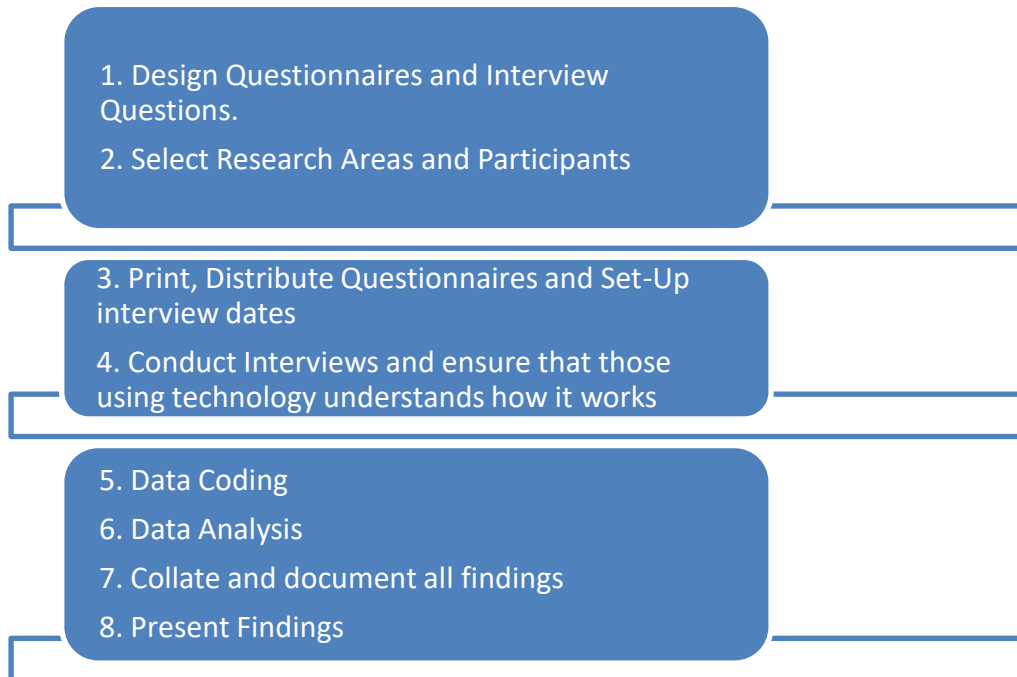 1. Design Questionnaires and Interview
Questions.
2. Select Research Areas and Participants
3. Print, Distribute Questionnaires and Set-Up
interview dates
4. Conduct Interviews and ensure that those
using technology understands how it works
5. Data Coding
6. Data Analysis
7. Collate and document all findings
8. Present Findings